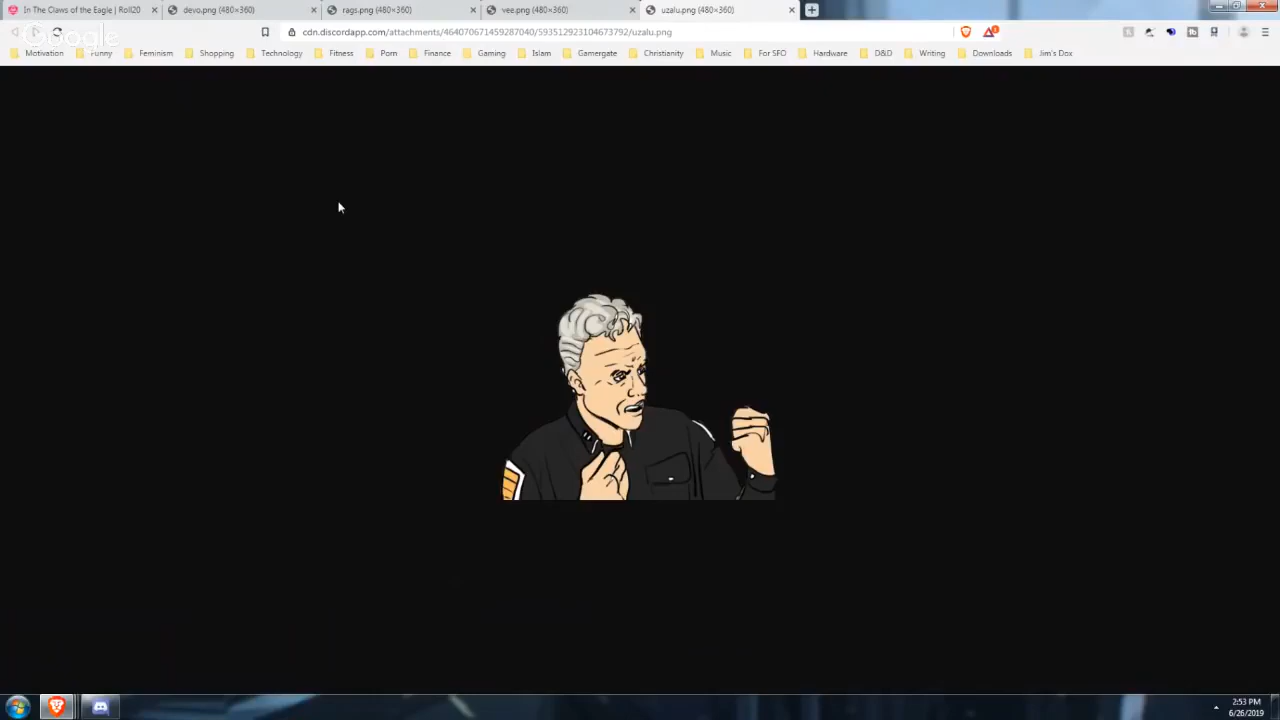 In The Claws of the Eagle | Roll20
devo.png (480×360)
rags.png (480×360)
vee.png (480×360)
uzalu.png (480×360)
Google
cdn.discordapp.com/attachments/464070671459287040/593512923104673792/uzalu.png
Motivation Funny Feminism Shopping Technology Fitness Porn Finance Gaming Islam Gamergate Christianity Music For SFO Hardware D&D Writing Downloads Jim's Dox
2:53 PM
6/26/2019